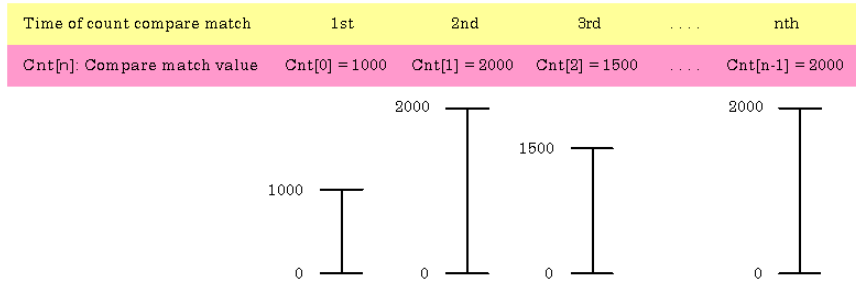 Time of count compare match 1st 2nd 3rd .... nth
Cnt[n]: Compare match value Cnt[0] = 1000 Cnt[1] = 2000 Cnt[2] = 1500 .... Cnt[n-1] = 2000
2000 2000
1500
1000
0 0 0 0